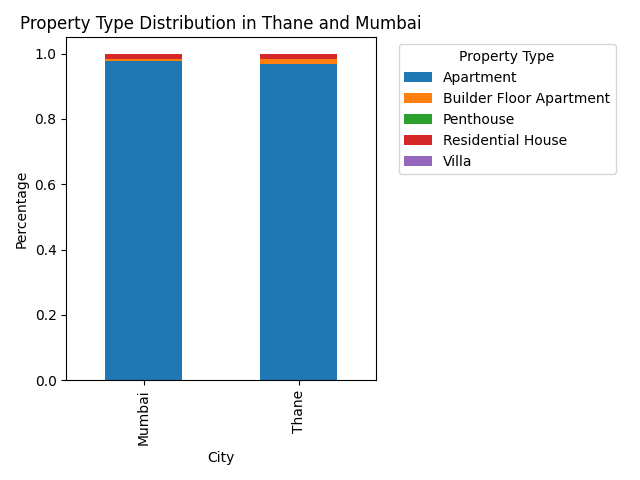 Property Type Distribution in Thane and Mumbai
1.0
0.8
0.6
0.4
0.2
0.0
Percentage
Mumbai
Thane
City
Property Type
Apartment
Builder Floor Apartment
Penthouse
Residential House
Villa